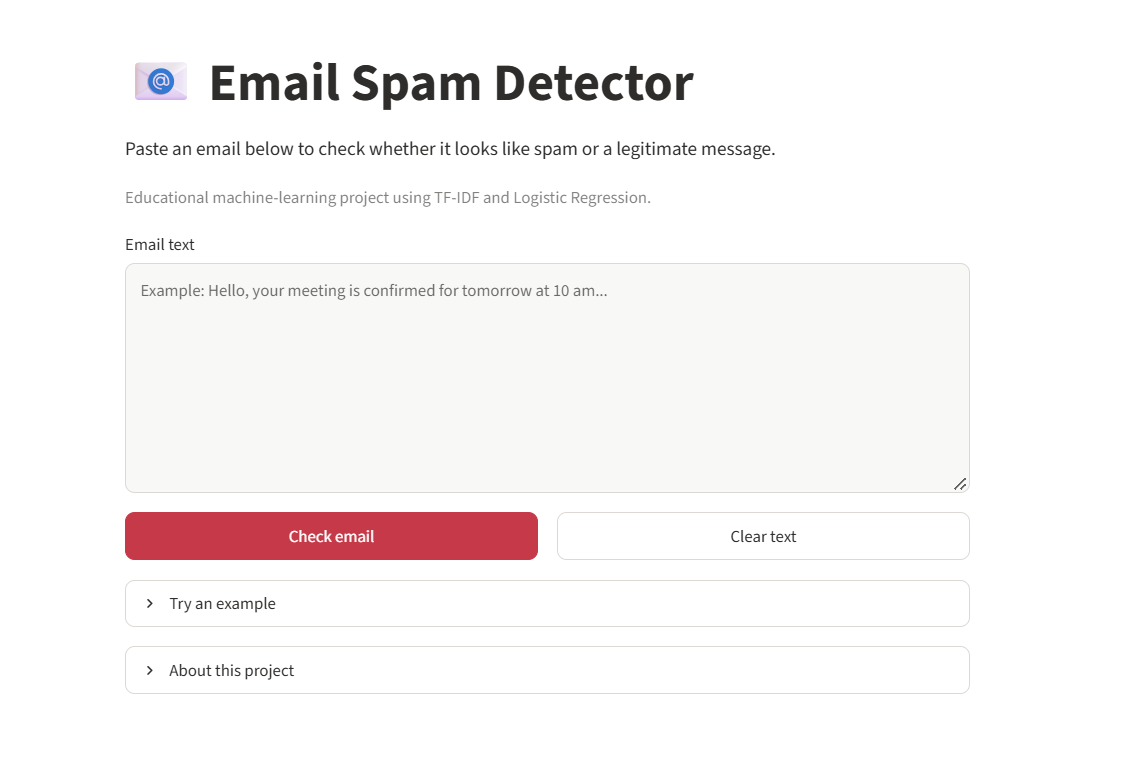 Email Spam Detector
Paste an email below to check whether it looks like spam or a legitimate message.
Educational machine-learning project using TF-IDF and Logistic Regression.
Email text
Example: Hello, your meeting is confirmed for tomorrow at 10 am...
Check email
Clear text
Try an example
About this project